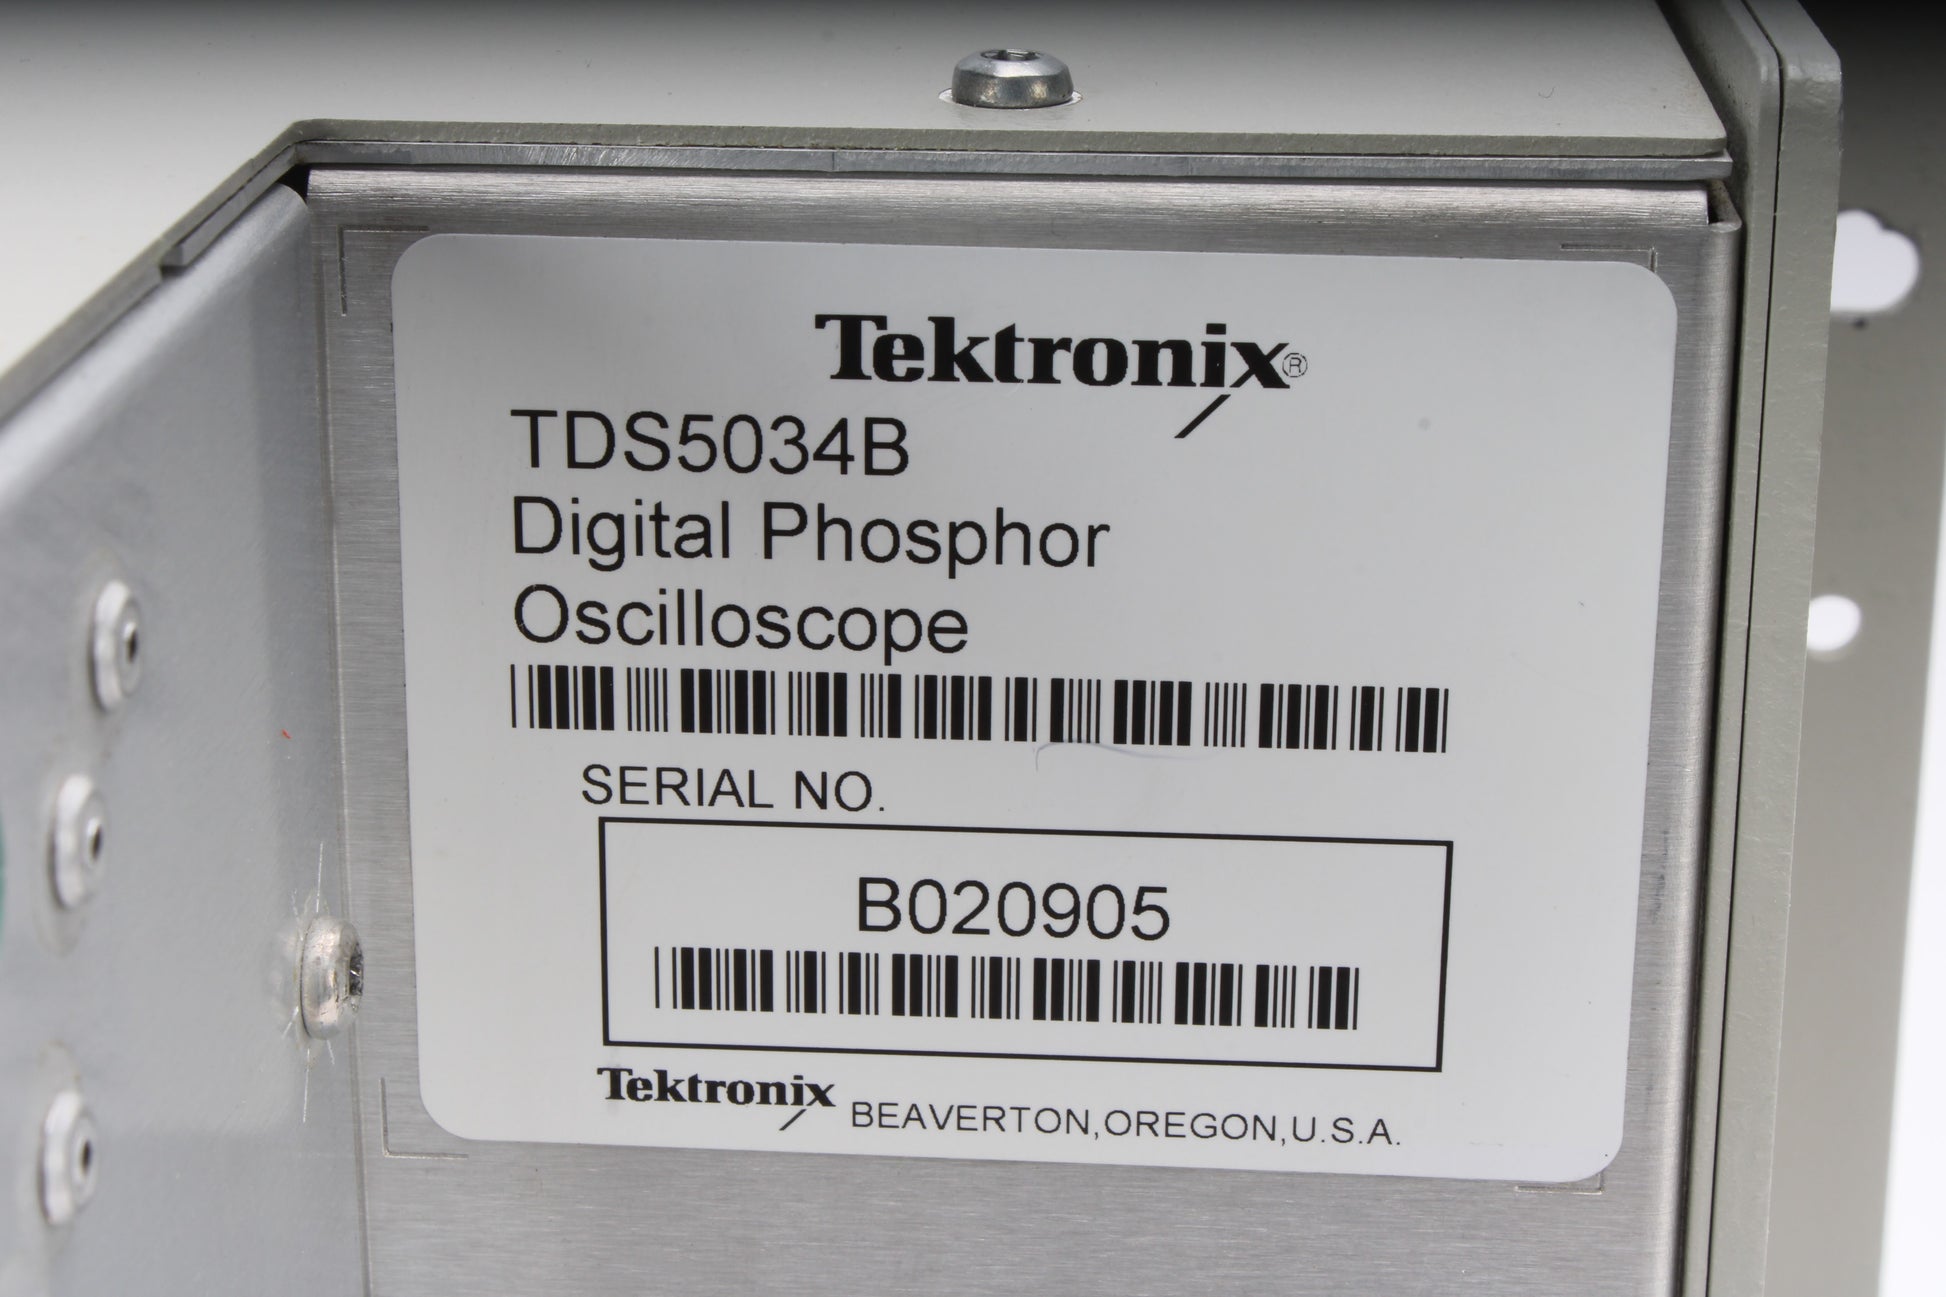 Tektronix®
TDS5034B
Digital Phosphor
Oscilloscope
SERIAL NO.
B020905
Tektronix BEAVERTON,OREGON,U.S.A.